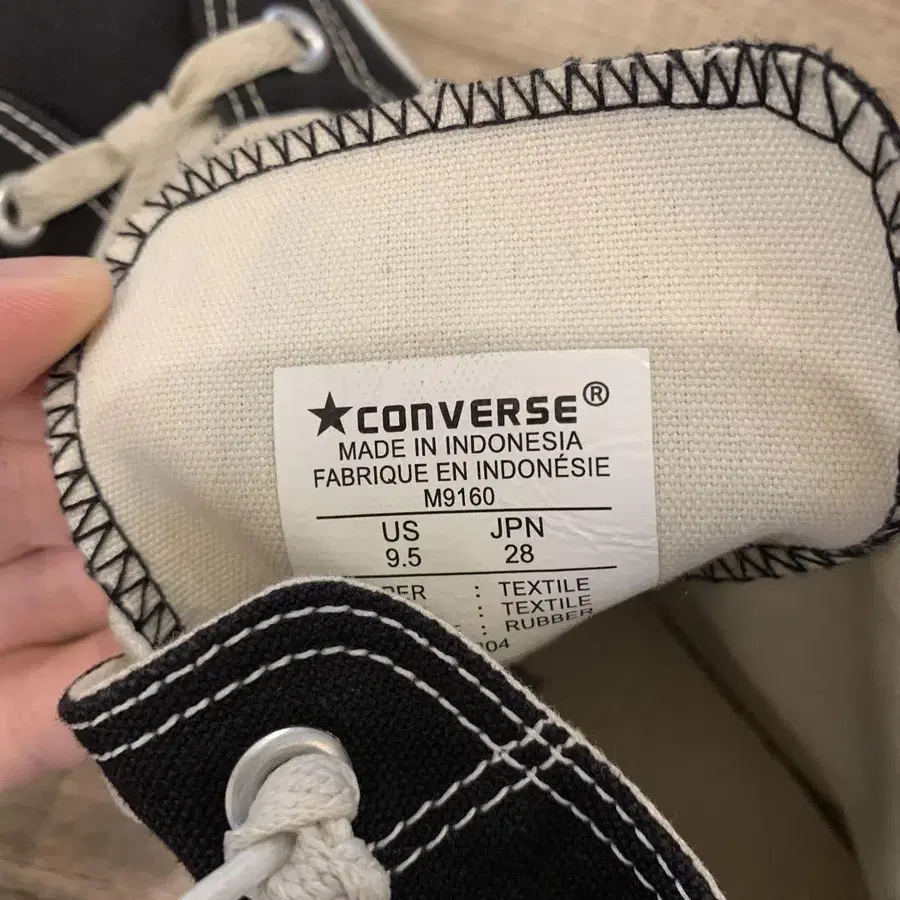 ★CONVERSE®
MADE IN INDONESIA
FABRIQUE EN INDONÉSIE
M9160
US JPN
9.5 28
: TEXTILE
: TEXTILE
: RUBBER